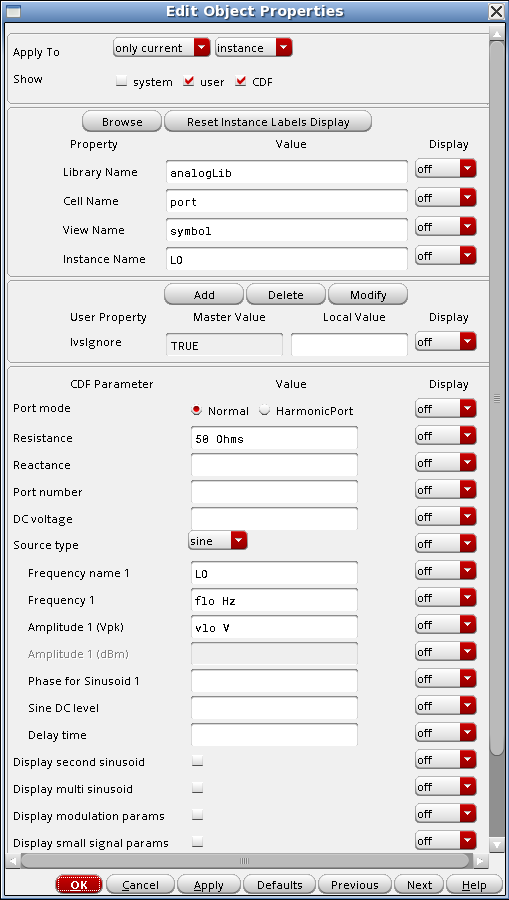 Edit Object Properties
Apply To only current instance
Show system user CDF
Browse Reset Instance Labels Display
Property Value Display
Library Name analogLib off
Cell Name port off
View Name symbol off
Instance Name LO off
Add Delete Modify
User Property Master Value Local Value Display
lvsIgnore TRUE off
CDF Parameter Value Display
Port mode Normal HarmonicPort off
Resistance 50 Ohms off
Reactance off
Port number off
DC voltage off
Source type sine off
Frequency name 1 LO off
Frequency 1 flo Hz off
Amplitude 1 (Vpk) vlo V off
Amplitude 1 (dBm) off
Phase for Sinusoid 1 off
Sine DC level off
Delay time off
Display second sinusoid off
Display multi sinusoid off
Display modulation params off
Display small signal params off
OK Cancel Apply Defaults Previous Next Help